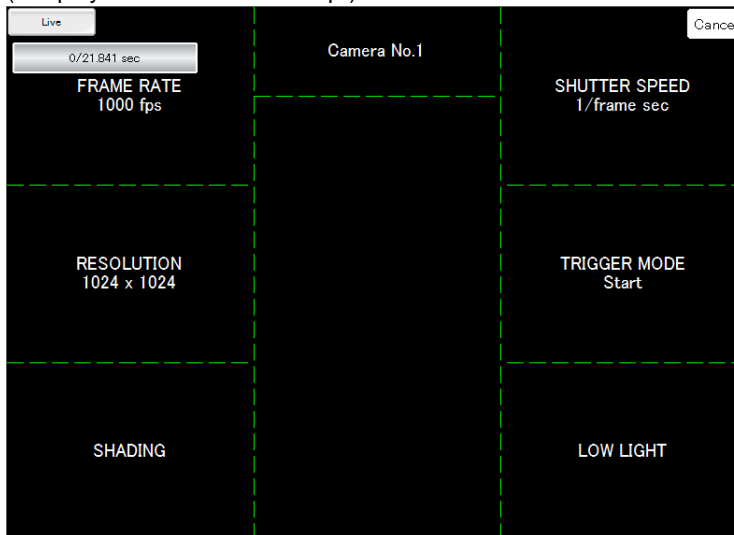 Live
Cance
0/21.841 sec
Camera No.1
FRAME RATE
1000 fps
SHUTTER SPEED
1/frame sec
RESOLUTION
1024 x 1024
TRIGGER MODE
Start
SHADING
LOW LIGHT